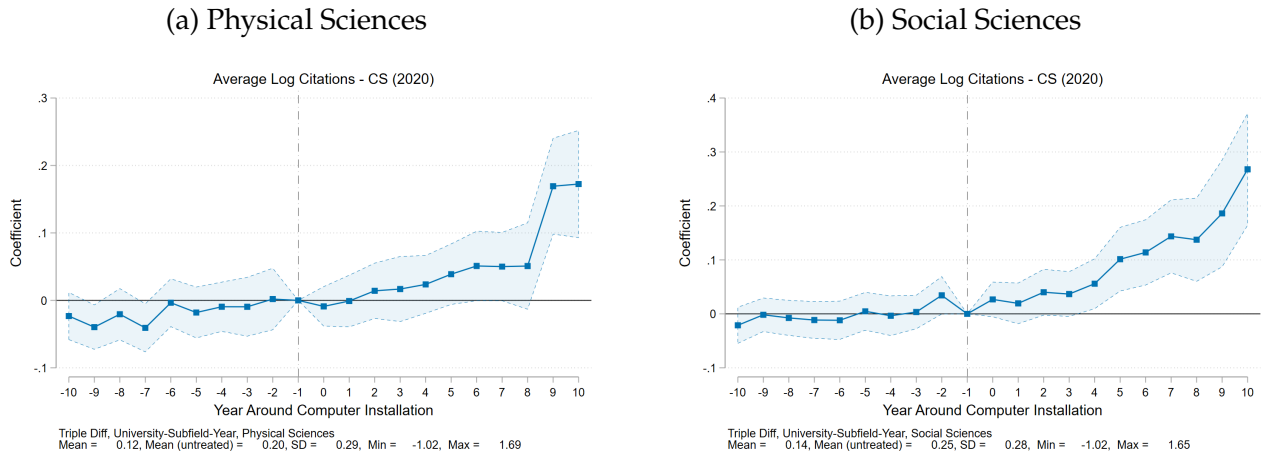 (a) Physical Sciences
Average Log Citations - CS (2020)
.3
.2
.1
0
-.1
Coefficient
-10 -9 -8 -7 -6 -5 -4 -3 -2 -1 0 1 2 3 4 5 6 7 8 9 10
Year Around Computer Installation
Triple Diff, University-Subfield-Year, Physical Sciences
Mean = 0.12, Mean (untreated) = 0.20, SD = 0.29, Min = -1.02, Max = 1.69
(b) Social Sciences
Average Log Citations - CS (2020)
.4
.3
.2
.1
0
-.1
Coefficient
-10 -9 -8 -7 -6 -5 -4 -3 -2 -1 0 1 2 3 4 5 6 7 8 9 10
Year Around Computer Installation
Triple Diff, University-Subfield-Year, Social Sciences
Mean = 0.14, Mean (untreated) = 0.25, SD = 0.28, Min = -1.02, Max = 1.65